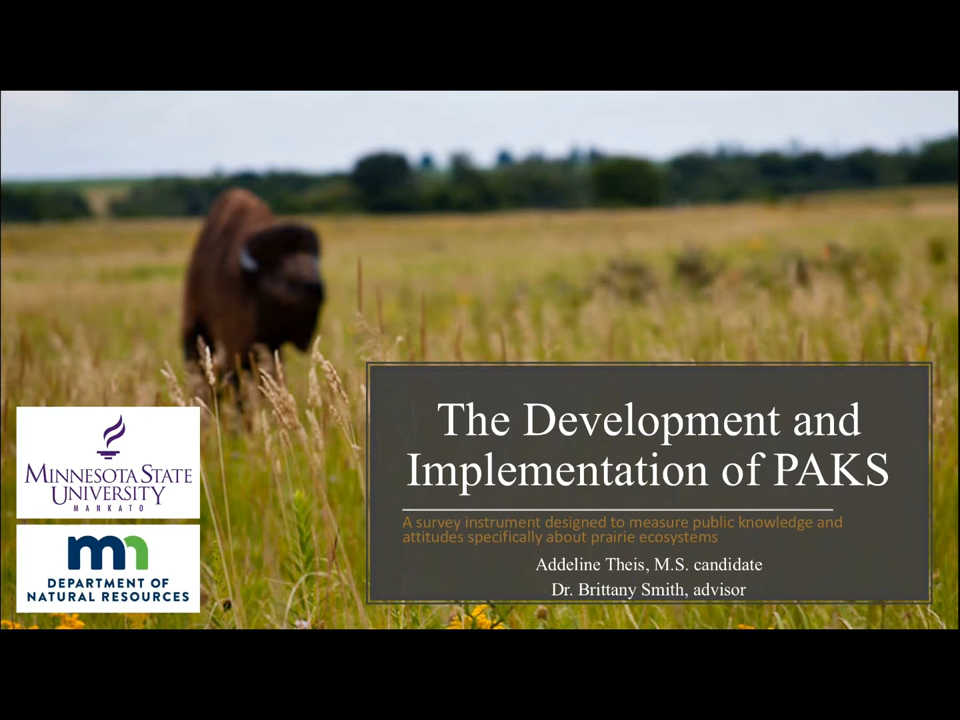 The Development and
Implementation of PAKS
A survey instrument designed to measure public knowledge and
attitudes specifically about prairie ecosystems
Addeline Theis, M.S. candidate
Dr. Brittany Smith, advisor
MINNESOTA STATE
UNIVERSITY
MANKATO
mn
DEPARTMENT OF
NATURAL RESOURCES